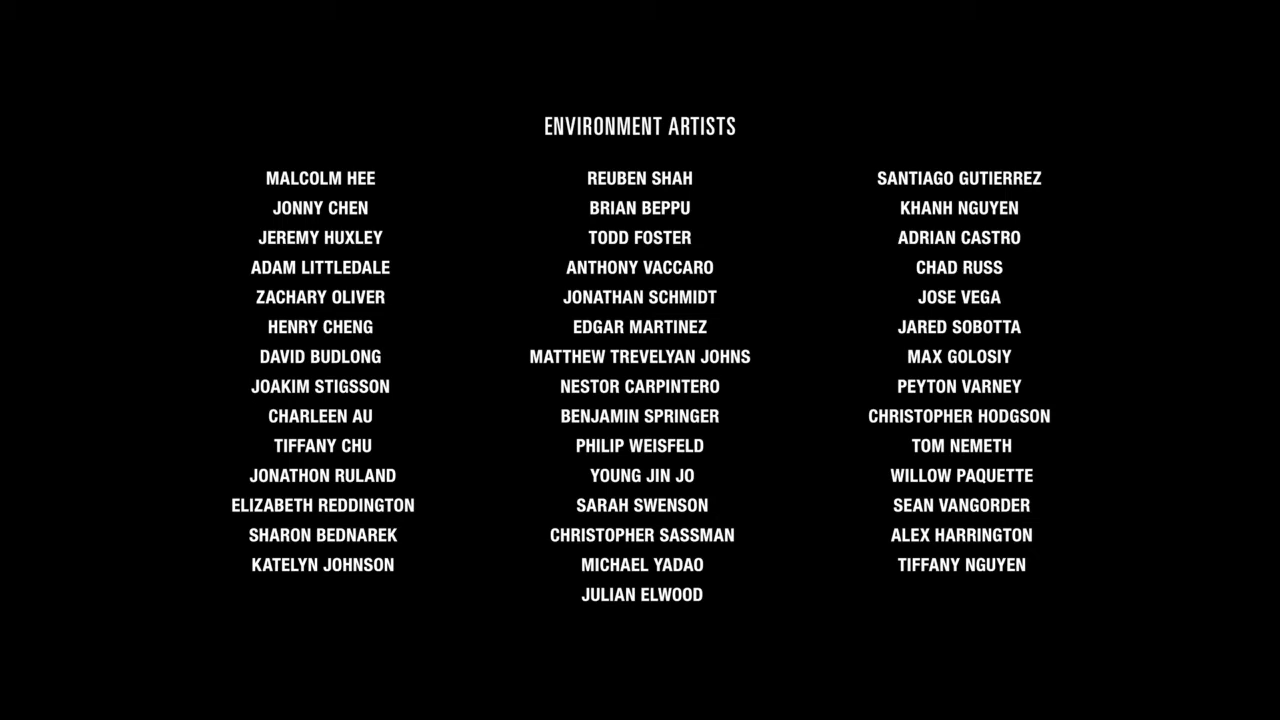 ENVIRONMENT ARTISTS
MALCOLM HEE
JONNY CHEN
JEREMY HUXLEY
ADAM LITTLEDALE
ZACHARY OLIVER
HENRY CHENG
DAVID BUDLONG
JOAKIM STIGSSON
CHARLEEN AU
TIFFANY CHU
JONATHON RULAND
ELIZABETH REDDINGTON
SHARON BEDNAREK
KATELYN JOHNSON
REUBEN SHAH
BRIAN BEPPU
TODD FOSTER
ANTHONY VACCARO
JONATHAN SCHMIDT
EDGAR MARTINEZ
MATTHEW TREVELYAN JOHNS
NESTOR CARPINTERO
BENJAMIN SPRINGER
PHILIP WEISFELD
YOUNG JIN JO
SARAH SWENSON
CHRISTOPHER SASSMAN
MICHAEL YADAO
JULIAN ELWOOD
SANTIAGO GUTIERREZ
KHANH NGUYEN
ADRIAN CASTRO
CHAD RUSS
JOSE VEGA
JARED SOBOTTA
MAX GOLOSIY
PEYTON VARNEY
CHRISTOPHER HODGSON
TOM NEMETH
WILLOW PAQUETTE
SEAN VANGORDER
ALEX HARRINGTON
TIFFANY NGUYEN